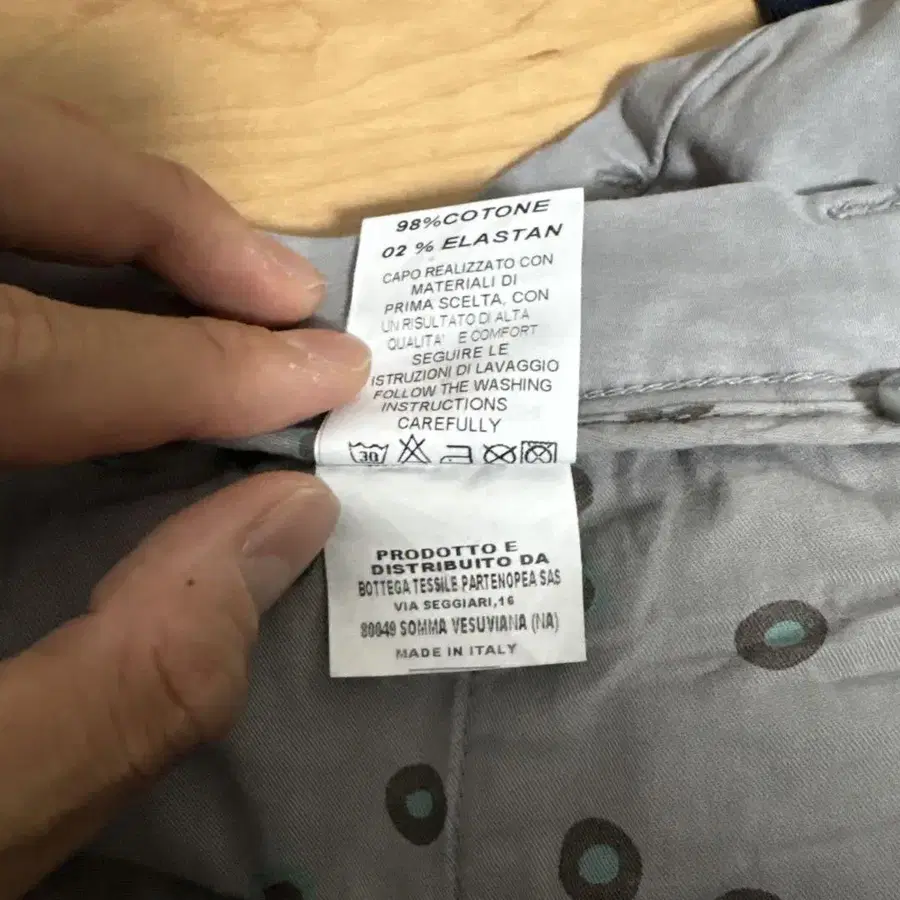 98%COTONE
02 % ELASTAN
CAPO REALIZZATO CON
MATERIALI DI
PRIMA SCELTA, CON
UN RISULTATO DI ALTA
QUALITA' E COMFORT
SEGUIRE LE
ISTRUZIONI DI LAVAGGIO
FOLLOW THE WASHING
INSTRUCTIONS
CAREFULLY
30
PRODOTTO E
DISTRIBUITO DA
BOTTEGA TESSILE PARTENOPEA SAS
VIA SEGGIARI,16
80049 SOMMA VESUVIANA (NA)
MADE IN ITALY